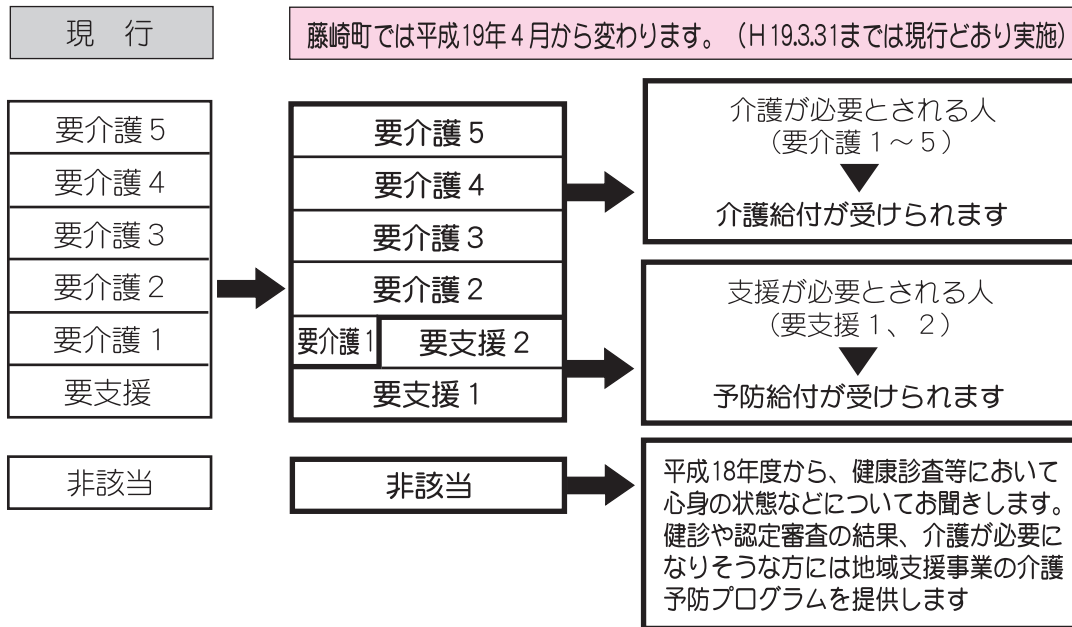 現 行
藤崎町では平成19年4月から変わります。（H19.3.31までは現行どおり実施）
要介護5
要介護4
要介護3
要介護2
要介護1
要支援
非該当
要介護5
要介護4
要介護3
要介護2
要介護1 要支援2
要支援1
非該当
介護が必要とされる人
（要介護1～5）
▼
介護給付が受けられます
支援が必要とされる人
（要支援1、2）
▼
予防給付が受けられます
平成18年度から、健康診査等において
心身の状態などについてお聞きします。
健診や認定審査の結果、介護が必要に
なりそうな方には地域支援事業の介護
予防プログラムを提供します